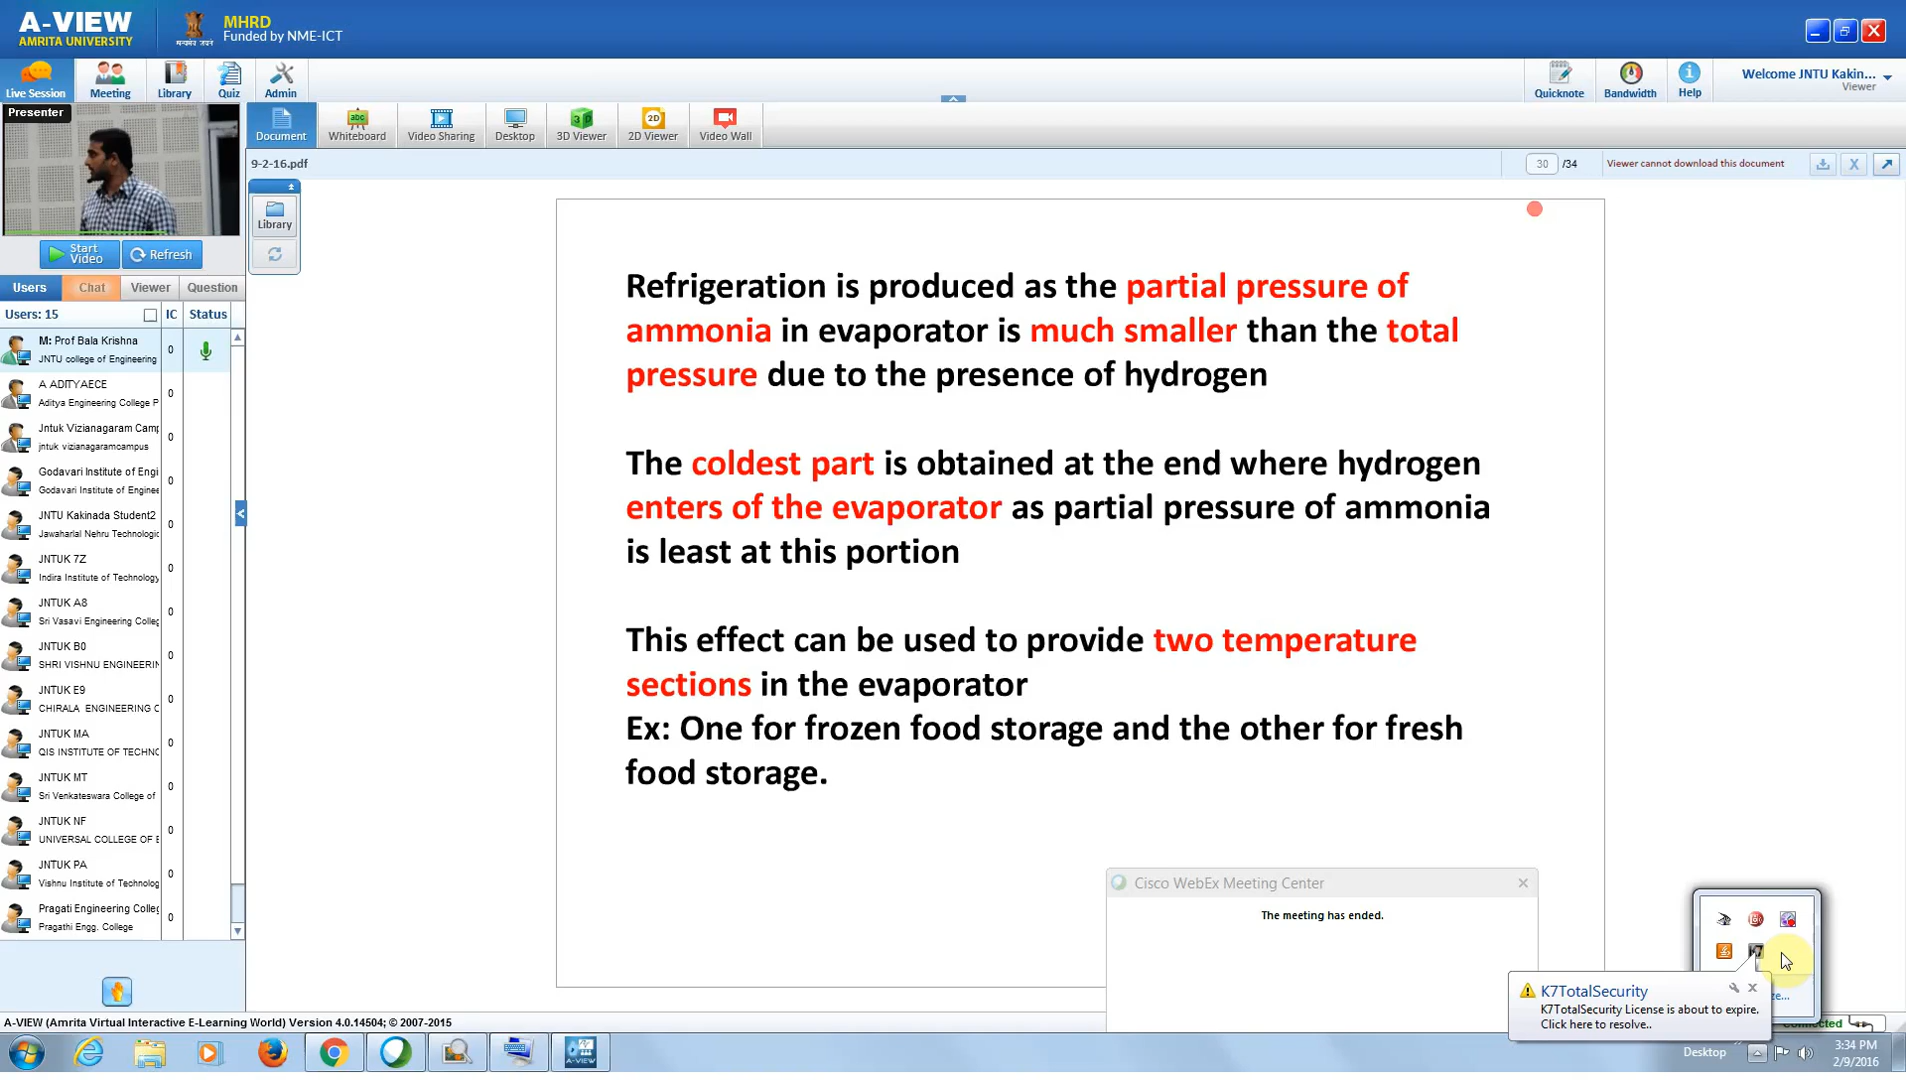 A-VIEW
AMRITA UNIVERSITY
MHRD
Funded by NME-ICT
सत्यमेव जयते
Live Session
Meeting
Library
Quiz
Admin
Quicknote
Bandwidth
Help
Welcome JNTU Kakin...
Viewer
Presenter
Document
Whiteboard
Video Sharing
Desktop
3D Viewer
2D Viewer
Video Wall
9-2-16.pdf
30 /34
Viewer cannot download this document
Library
Start Video
Refresh
Users
Chat
Viewer
Question
Users: 15
IC
Status
M: Prof Bala Krishna
JNTU college of Engineering
0
A ADITYAECE
Aditya Engineering College P
0
Jntuk Vizianagaram Camp
jntuk vizianagaramcampus
0
Godavari Institute of Engi
Godavari Institute of Enginee
0
JNTU Kakinada Student2
Jawaharlal Nehru Technologic
0
JNTUK 7Z
Indira Institute of Technology
0
JNTUK A8
Sri Vasavi Engineering Colleg
0
JNTUK B0
SHRI VISHNU ENGINEERIN
0
JNTUK E9
CHIRALA ENGINEERING C
0
JNTUK MA
QIS INSTITUTE OF TECHNO
0
JNTUK MT
Sri Venkateswara College of
0
JNTUK NF
UNIVERSAL COLLEGE OF E
0
JNTUK PA
Vishnu Institute of Technolog
0
Pragati Engineering Colleg
Pragathi Engg. College
0
Refrigeration is produced as the partial pressure of
ammonia in evaporator is much smaller than the total
pressure due to the presence of hydrogen
The coldest part is obtained at the end where hydrogen
enters of the evaporator as partial pressure of ammonia
is least at this portion
This effect can be used to provide two temperature
sections in the evaporator
Ex: One for frozen food storage and the other for fresh
food storage.
Cisco WebEx Meeting Center
The meeting has ended.
K7TotalSecurity
K7TotalSecurity License is about to expire.
Click here to resolve..
A-VIEW (Amrita Virtual Interactive E-Learning World) Version 4.0.14504; © 2007-2015
A-VIEW
Desktop
3:34 PM
2/9/2016